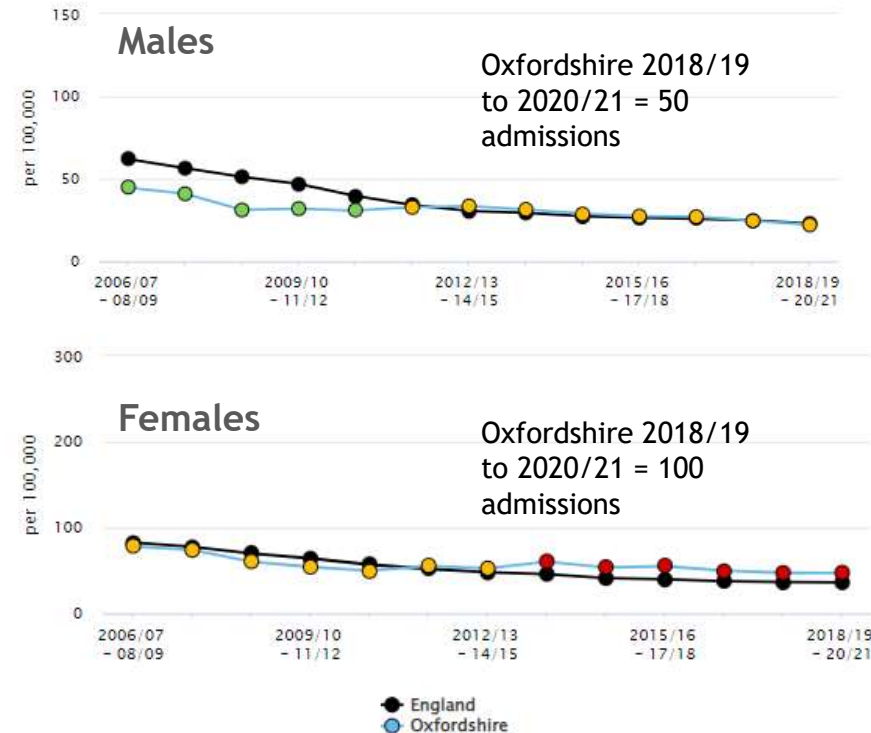 150
Males
Oxfordshire 2018/19
to 2020/21 = 50
admissions
100
per 100,000
50
0
2006/07
- 08/09
2009/10
- 11/12
2012/13
- 14/15
2015/16
- 17/18
2018/19
- 20/21
300
Females
Oxfordshire 2018/19
to 2020/21 = 100
admissions
200
per 100,000
100
0
2006/07
- 08/09
2009/10
- 11/12
2012/13
- 14/15
2015/16
- 17/18
2018/19
- 20/21
England
Oxfordshire